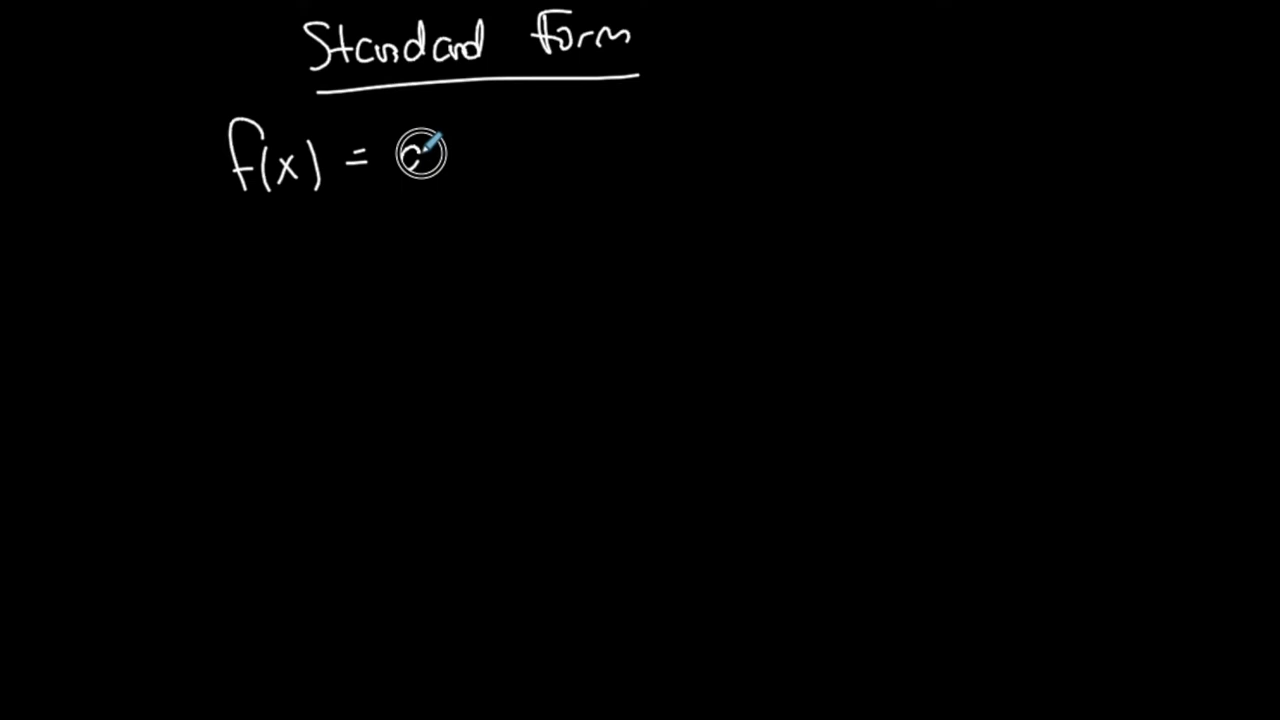 Standard Form
f(x) =